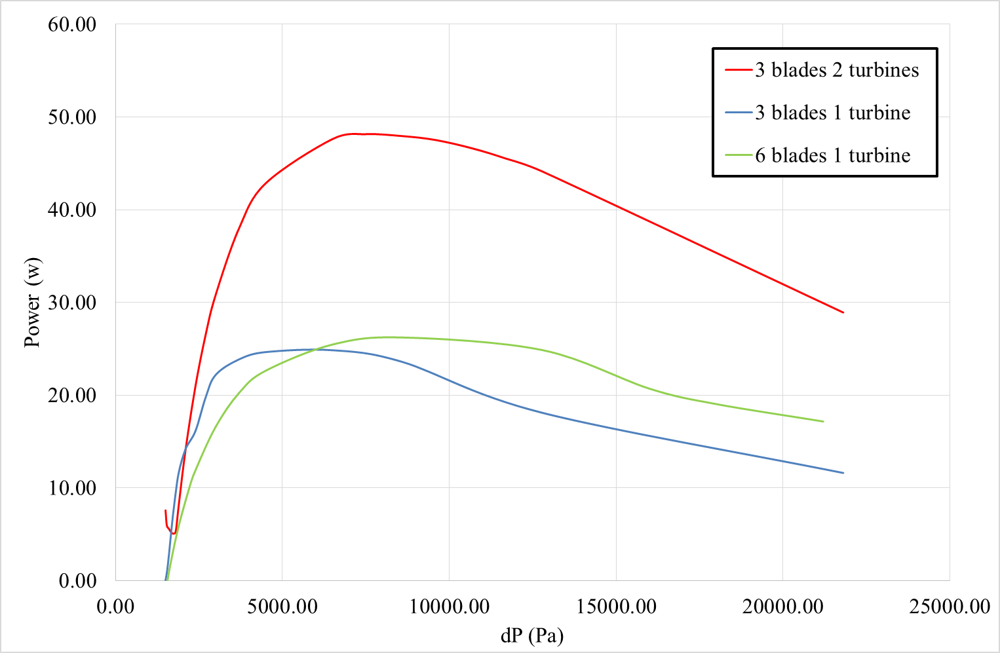 60.00
50.00
40.00
30.00
20.00
10.00
0.00
Power (w)
3 blades 2 turbines
3 blades 1 turbine
6 blades 1 turbine
0.00 5000.00 10000.00 15000.00 20000.00 25000.00
dP (Pa)